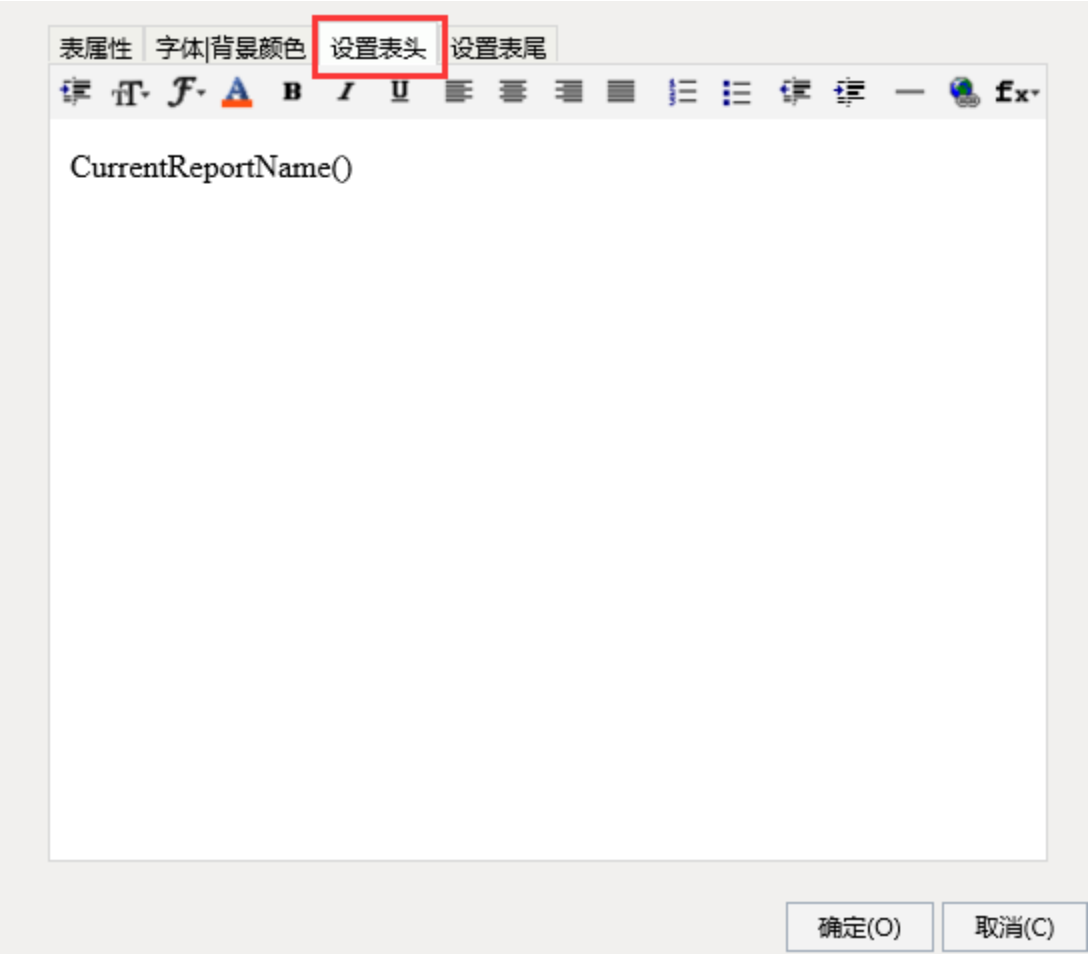 表属性 字体|背景颜色 设置表头 设置表尾
B I U fx
CurrentReportName()
确定(O) 取消(C)